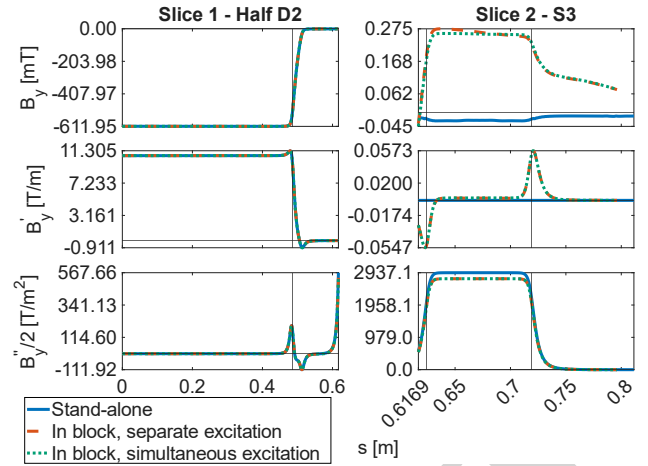 Slice 1 - Half D2
Slice 2 - S3
B_y [mT]
0.00
-203.98
-407.97
-611.95
0.275
0.168
0.062
-0.045
B_y' [T/m]
11.305
7.233
3.161
-0.911
0.0573
0.0200
-0.0174
-0.0547
B_y''/2 [T/m²]
567.66
341.13
114.60
-111.92
2937.1
1958.1
979.0
0.0
0 0.2 0.4 0.6
0.6169 0.65 0.7 0.75 0.8
Stand-alone
In block, separate excitation
In block, simultaneous excitation
s [m]